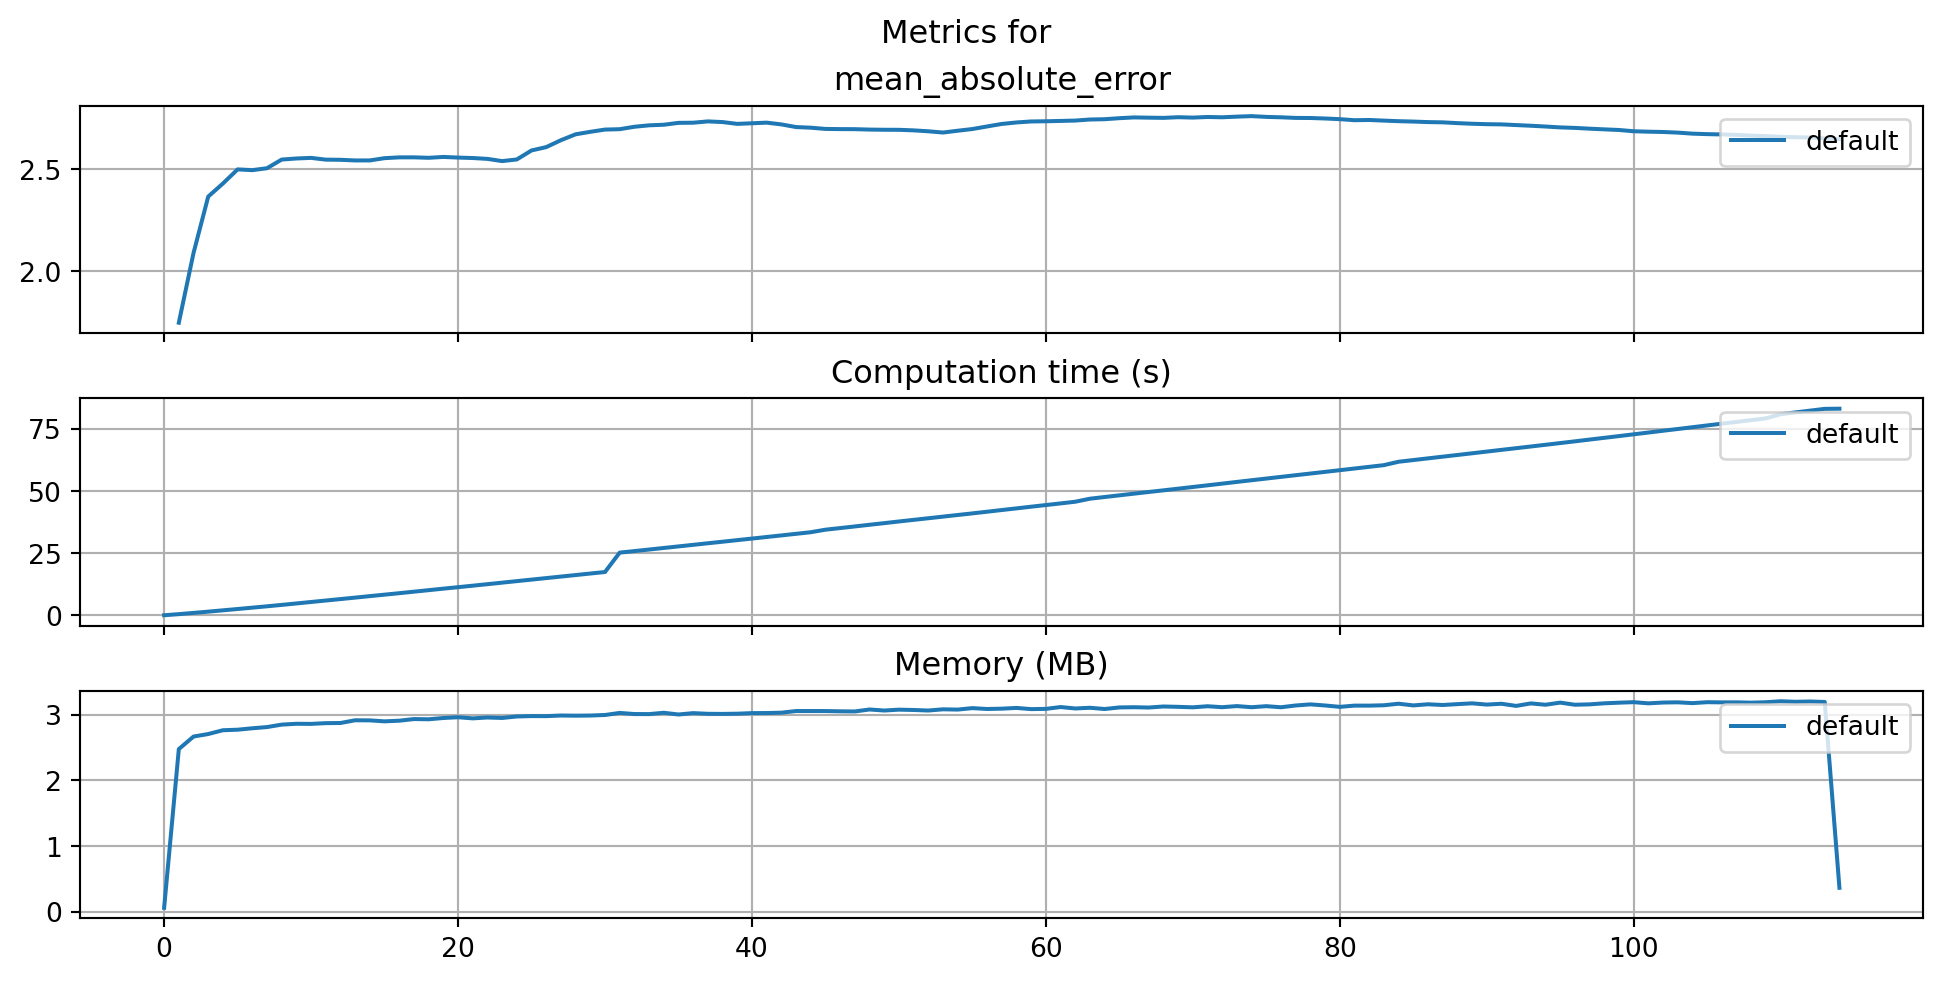 Metrics for
mean_absolute_error
2.5
2.0
default
Computation time (s)
75
50
25
0
default
Memory (MB)
3
2
1
0
default
0 20 40 60 80 100